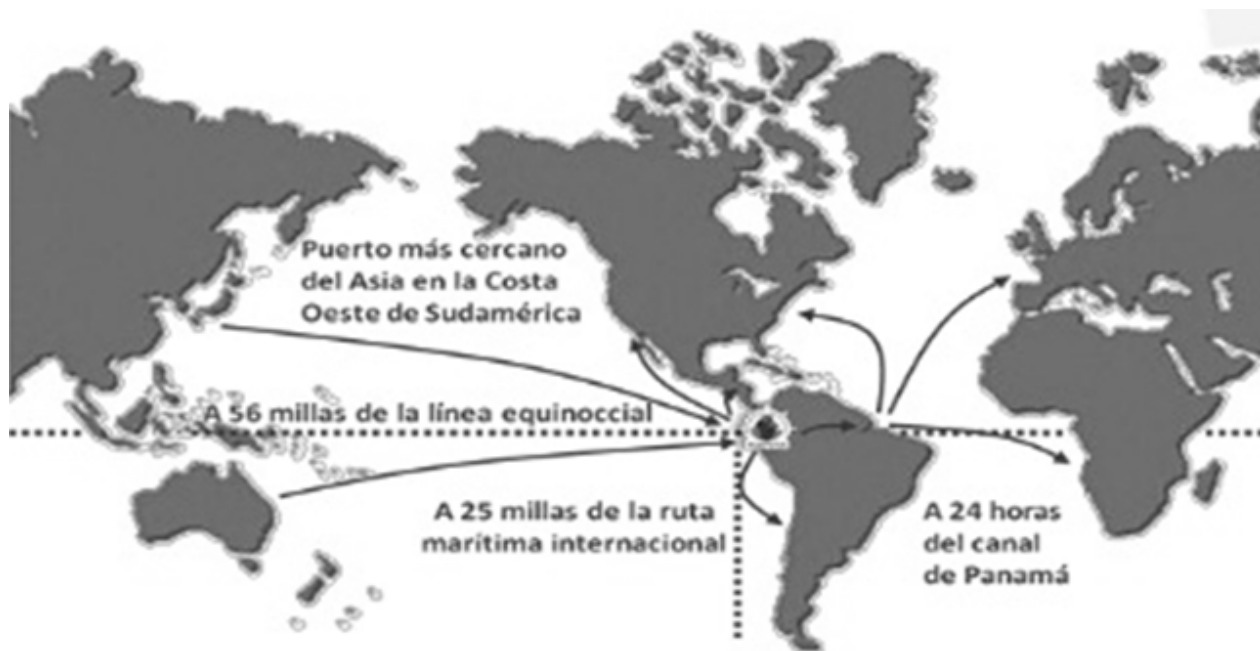 Puerto más cercano
del Asia en la Costa
Oeste de Sudamérica
A 56 millas de la línea equinoccial
A 25 millas de la ruta
marítima internacional
A 24 horas
del canal
de Panamá